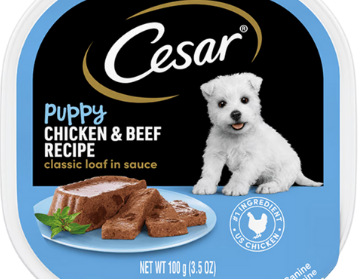 Cesar®
puppy
CHICKEN & BEEF
RECIPE
classic loaf in sauce
#1 INGREDIENT
US CHICKEN
NET WT 100 g (3.5 OZ)
Canine